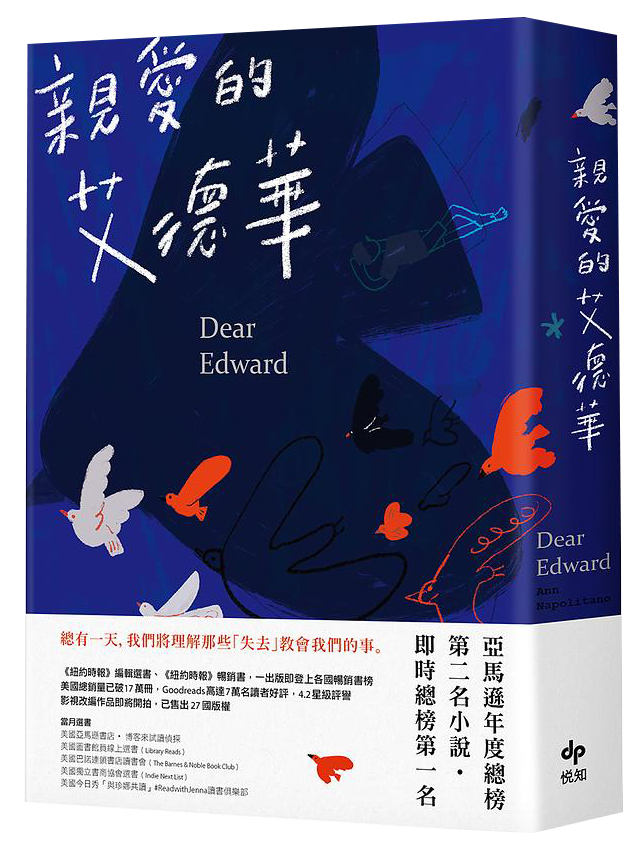 親愛的
艾德華
Dear
Edward
總有一天，我們將理解那些「失去」教會我們的事。
《紐約時報》編輯選書、《紐約時報》暢銷書，一出版即登上各國暢銷書榜
美國總銷量已破17萬冊，Goodreads高達7萬名讀者好評，4.2星級評譽
影視改編作品即將開拍，已售出27國版權
當月選書
美國亞馬遜書店・博客來試讀偵探
美國圖書館員線上選書（Library Reads）
美國巴諾連鎖書店讀書會（The Barnes & Noble Book Club）
美國獨立書商協會選書（Indie Next List）
美國今日秀「與珍娜共讀」#ReadwithJenna讀書俱樂部
亞馬遜年度總榜
第二名小說・
即時總榜第一名
親愛的艾德華
Dear
Edward
Ann
Napolitano
dp
悅知